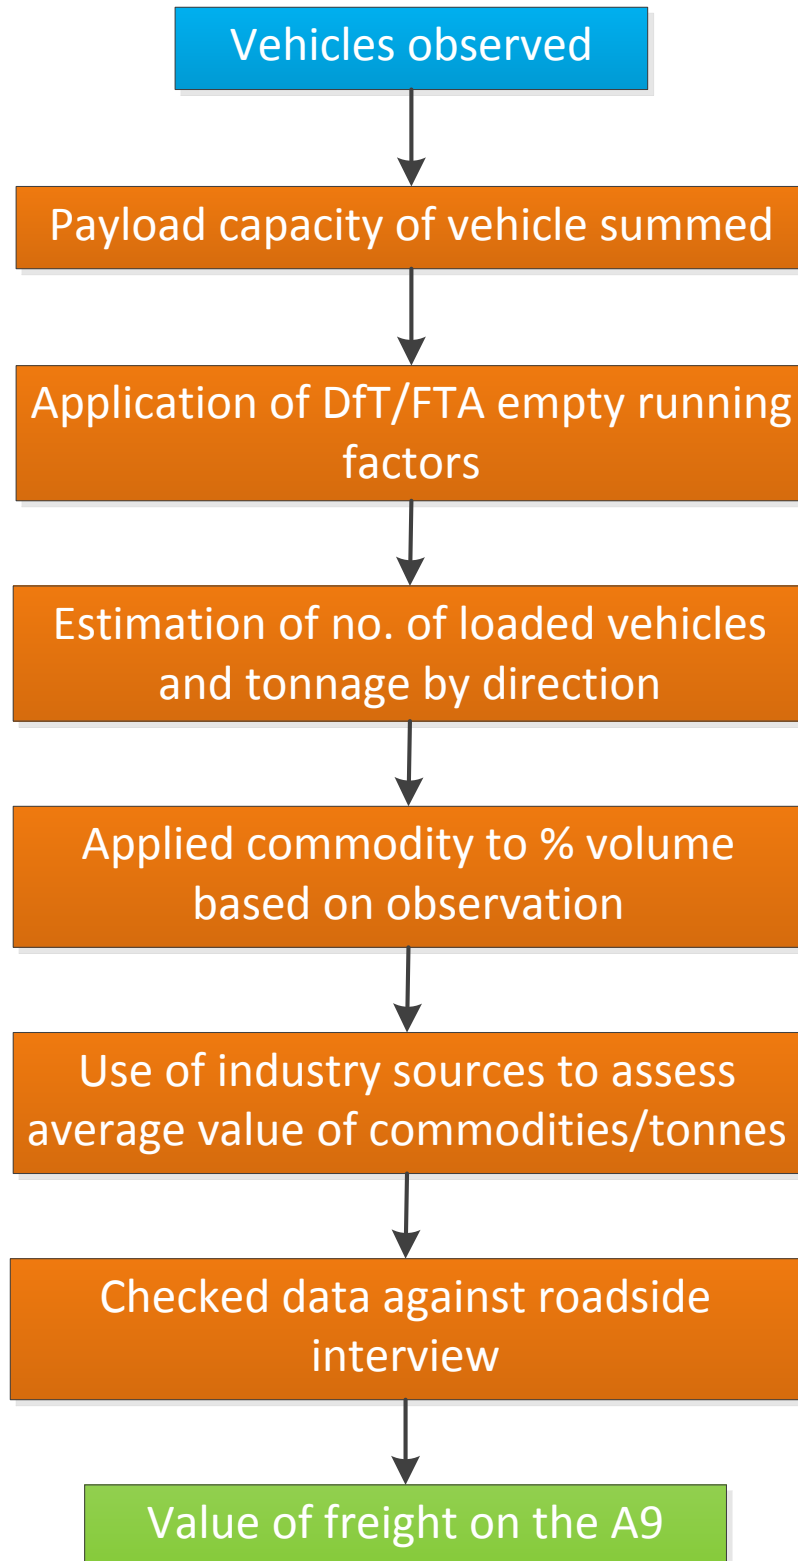 Vehicles observed
Payload capacity of vehicle summed
Application of DfT/FTA empty running
factors
Estimation of no. of loaded vehicles
and tonnage by direction
Applied commodity to % volume
based on observation
Use of industry sources to assess
average value of commodities/tonnes
Checked data against roadside
interview
Value of freight on the A9